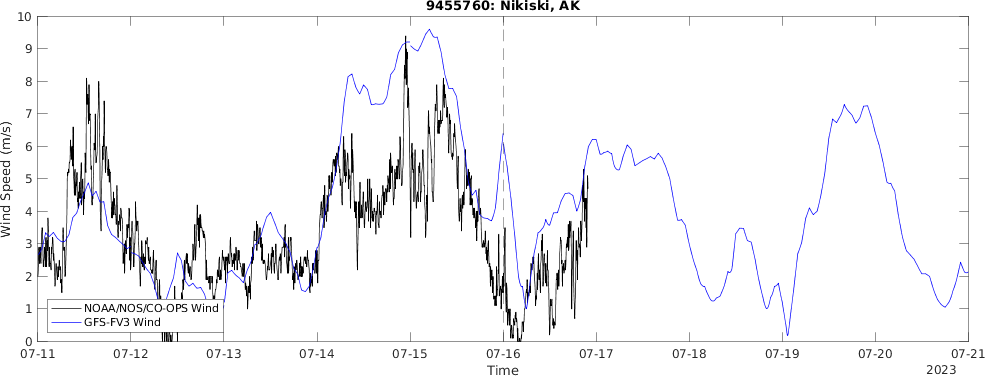 9455760: Nikiski, AK
10
9
8
7
6
5
4
3
2
1
0
Wind Speed (m/s)
NOAA/NOS/CO-OPS Wind
GFS-FV3 Wind
07-11 07-12 07-13 07-14 07-15 07-16 07-17 07-18 07-19 07-20 07-21
Time
2023